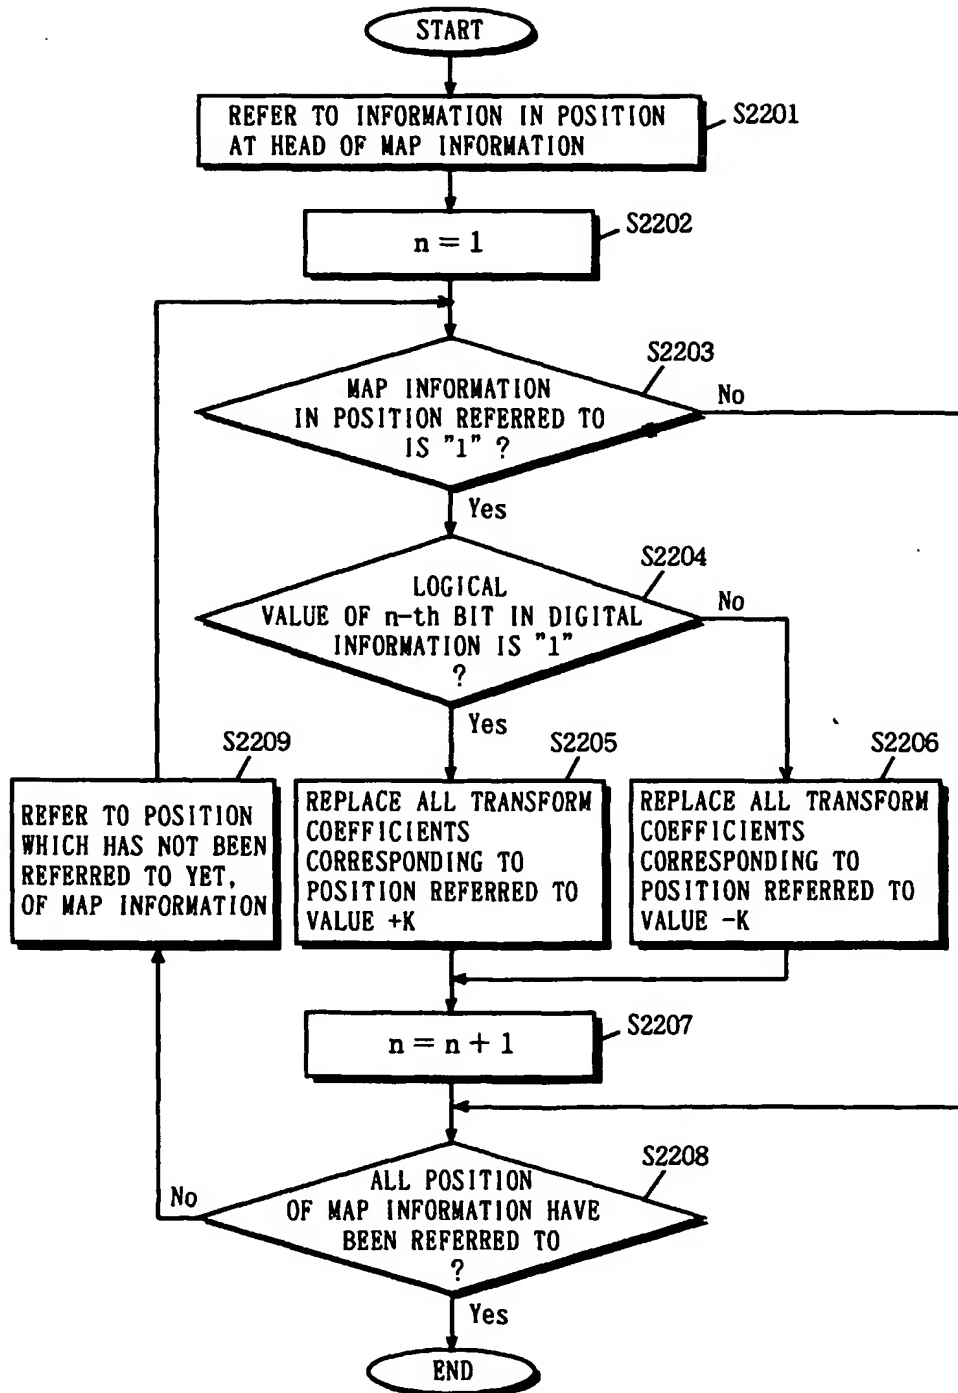 START
REFER TO INFORMATION IN POSITION
AT HEAD OF MAP INFORMATION
S2201
n = 1
S2202
MAP INFORMATION
IN POSITION REFERRED TO
IS "1" ?
S2203
No
Yes
LOGICAL
VALUE OF n-th BIT IN DIGITAL
INFORMATION IS "1"
?
S2204
No
Yes
S2209
REFER TO POSITION
WHICH HAS NOT BEEN
REFERRED TO YET,
OF MAP INFORMATION
S2205
REPLACE ALL TRANSFORM
COEFFICIENTS
CORRESPONDING TO
POSITION REFERRED TO
VALUE +K
S2206
REPLACE ALL TRANSFORM
COEFFICIENTS
CORRESPONDING TO
POSITION REFERRED TO
VALUE -K
n = n + 1
S2207
ALL POSITION
OF MAP INFORMATION HAVE
BEEN REFERRED TO
?
S2208
No
Yes
END